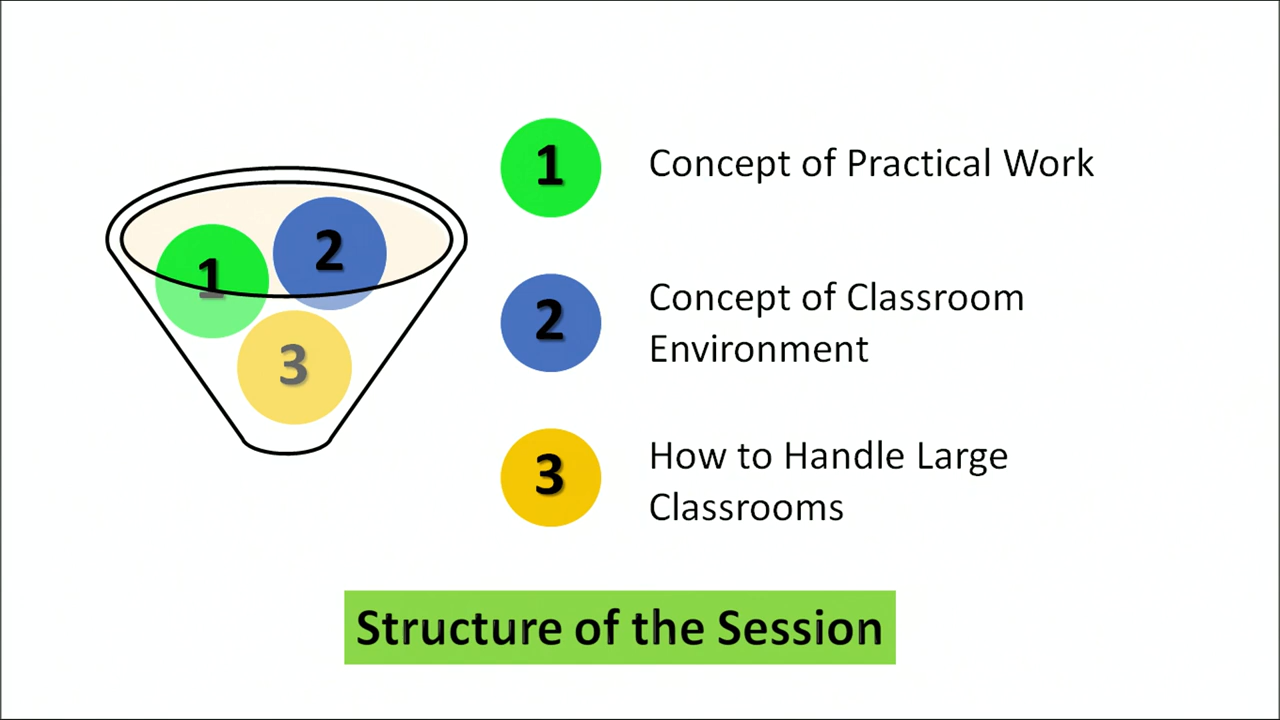 1
2
3
1
Concept of Practical Work
2
Concept of Classroom
Environment
3
How to Handle Large
Classrooms
Structure of the Session